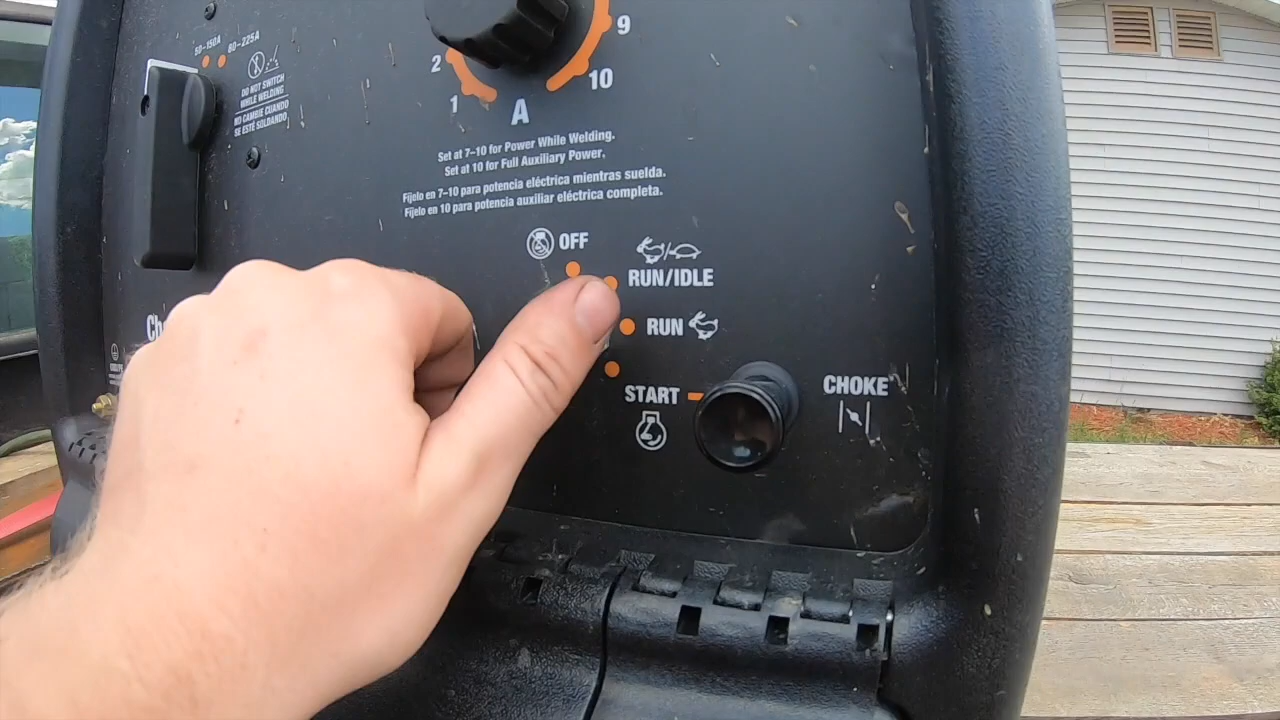 50-150A
80-225A
DO NOT SWITCH
WHILE WELDING
NO CAMBIE CUANDO
SE ESTÉ SOLDANDO
9
2
10
1
A
Set at 7-10 for Power While Welding.
Set at 10 for Full Auxiliary Power.
Fíjelo en 7-10 para potencia eléctrica mientras suelda.
Fíjelo en 10 para potencia auxiliar eléctrica completa.
OFF
RUN/IDLE
RUN
START
CHOKE